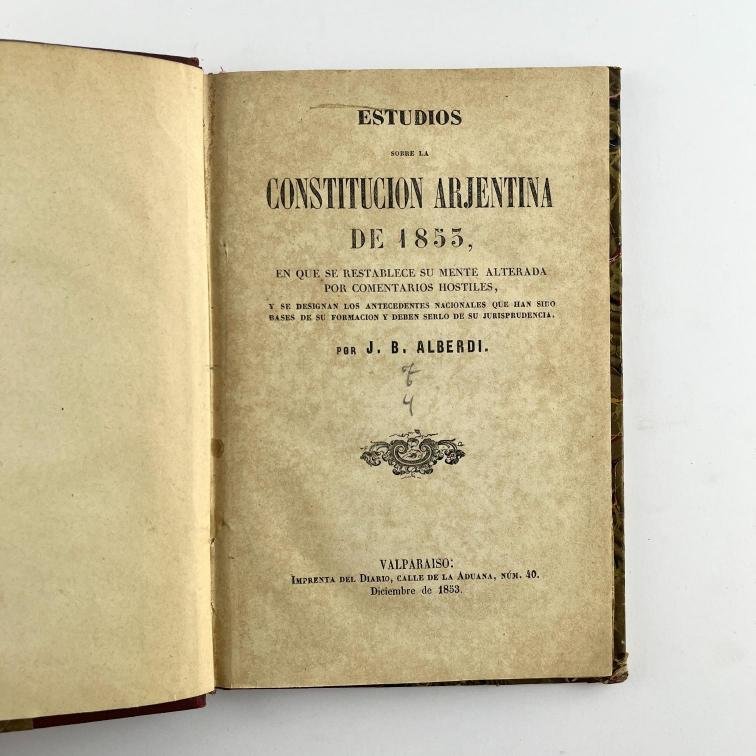 ESTUDIOS
SOBRE LA
CONSTITUCION ARJENTINA
DE 1853,
EN QUE SE RESTABLECE SU MENTE ALTERADA
POR COMENTARIOS HOSTILES,
Y SE DESIGNAN LOS ANTECEDENTES NACIONALES QUE HAN SIDO
BASES DE SU FORMACION Y DEBEN SERLO DE SU JURISPRUDENCIA.
POR J. B. ALBERDI.
4
VALPARAISO:
IMPRENTA DEL DIARIO, CALLE DE LA ADUANA, NÚM. 40.
Diciembre de 1853.